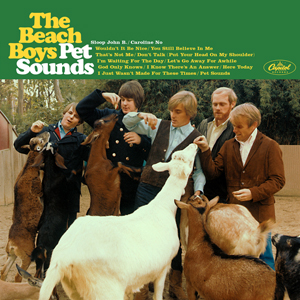 The Beach Boys Pet Sounds
Sloop John B. / Caroline No
Wouldn't It Be Nice / You Still Believe In Me
That's Not Me / Don't Talk (Put Your Head On My Shoulder)
I'm Waiting For The Day / Let's Go Away For Awhile
God Only Knows / I Know There's An Answer / Here Today
I Just Wasn't Made For These Times / Pet Sounds
Capitol